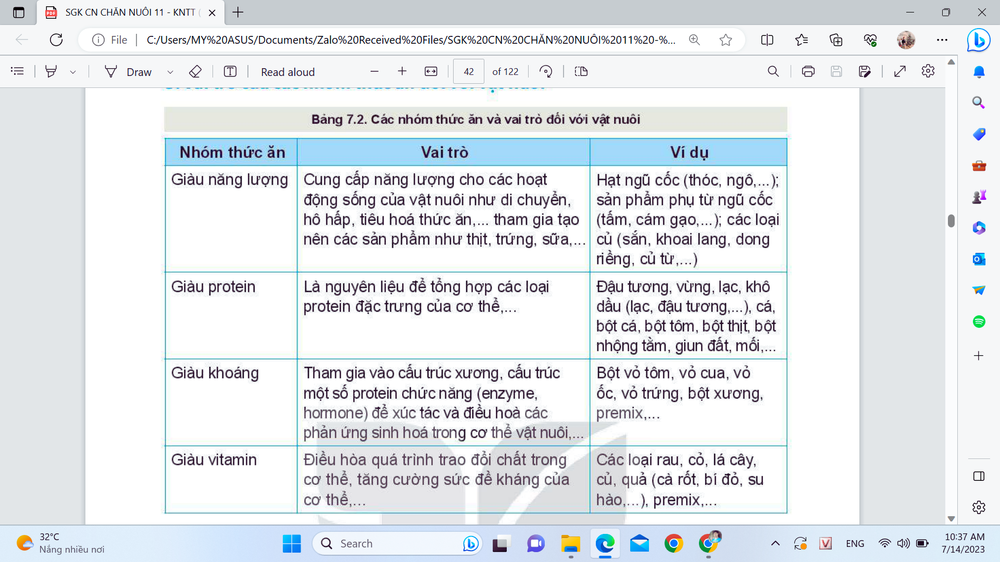 SGK CN CHĂN NUÔI 11 - KNTT (
File
C:/Users/MY%20ASUS/Documents/Zalo%20Received%20Files/SGK%20CN%20CHĂN%20NUÔI%2011%20-%...
Draw
Read aloud
42
of 122
Bảng 7.2. Các nhóm thức ăn và vai trò đối với vật nuôi
Nhóm thức ăn
Vai trò
Ví dụ
Giàu năng lượng
Cung cấp năng lượng cho các hoạt
động sống của vật nuôi như di chuyển,
hô hấp, tiêu hoá thức ăn,... tham gia tạo
nên các sản phẩm như thịt, trứng, sữa,...
Hạt ngũ cốc (thóc, ngô,...);
sản phẩm phụ từ ngũ cốc
(tấm, cám gạo,...); các loại
củ (sắn, khoai lang, dong
riềng, củ từ,...)
Giàu protein
Là nguyên liệu để tổng hợp các loại
protein đặc trưng của cơ thể,...
Đậu tương, vừng, lạc, khô
dầu (lạc, đậu tương,...), cá,
bột cá, bột tôm, bột thịt, bột
nhộng tằm, giun đất, mối,...
Giàu khoáng
Tham gia vào cấu trúc xương, cấu trúc
một số protein chức năng (enzyme,
hormone) để xúc tác và điều hoà các
phản ứng sinh hoá trong cơ thể vật nuôi,...
Bột vỏ tôm, vỏ cua, vỏ
ốc, vỏ trứng, bột xương,
premix,...
Giàu vitamin
Điều hòa quá trình trao đổi chất trong
cơ thể, tăng cường sức đề kháng của
cơ thể,...
Các loại rau, cỏ, lá cây,
củ, quả (cà rốt, bí đỏ, su
hào,...), premix,...
32°C
Nắng nhiều nơi
Search
ENG
10:37 AM
7/14/2023